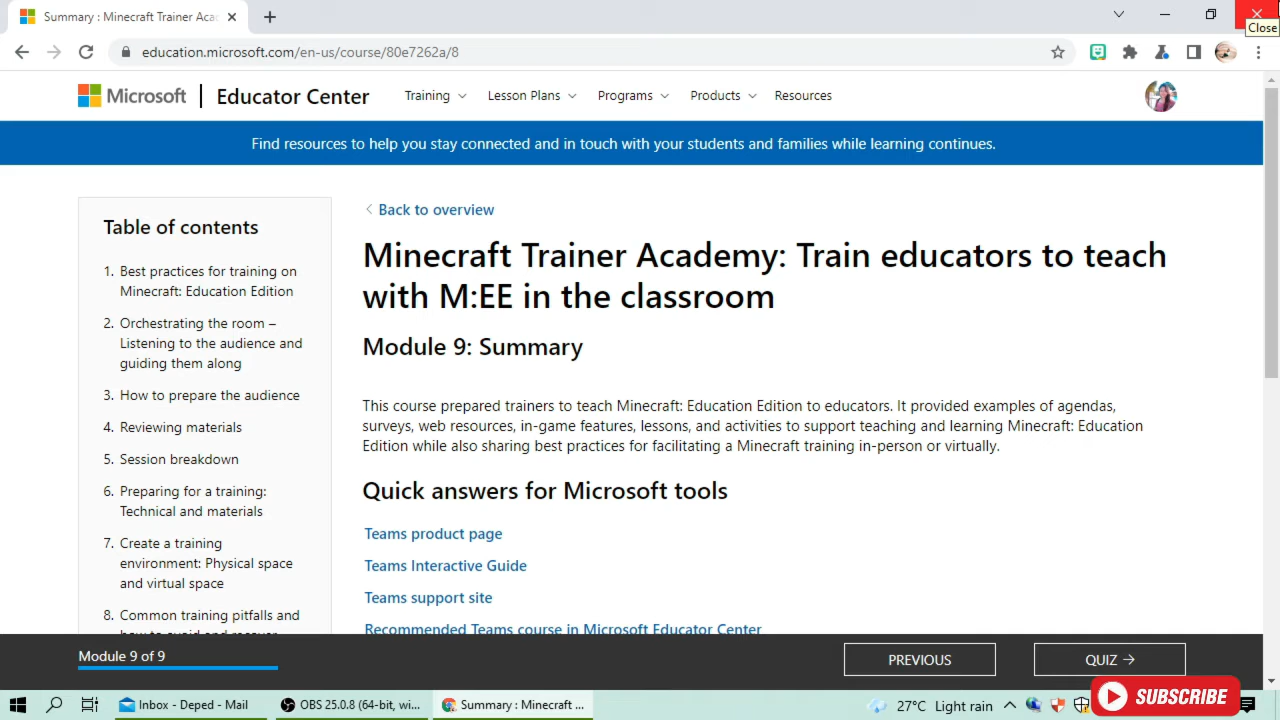 Summary : Minecraft Trainer Aca
Close
education.microsoft.com/en-us/course/80e7262a/8
Microsoft
Educator Center
Training
Lesson Plans
Programs
Products
Resources
Find resources to help you stay connected and in touch with your students and families while learning continues.
Table of contents
1. Best practices for training on
Minecraft: Education Edition
2. Orchestrating the room –
Listening to the audience and
guiding them along
3. How to prepare the audience
4. Reviewing materials
5. Session breakdown
6. Preparing for a training:
Technical and materials
7. Create a training
environment: Physical space
and virtual space
8. Common training pitfalls and
how to avoid and recover
Back to overview
Minecraft Trainer Academy: Train educators to teach
with M:EE in the classroom
Module 9: Summary
This course prepared trainers to teach Minecraft: Education Edition to educators. It provided examples of agendas,
surveys, web resources, in-game features, lessons, and activities to support teaching and learning Minecraft: Education
Edition while also sharing best practices for facilitating a Minecraft training in-person or virtually.
Quick answers for Microsoft tools
Teams product page
Teams Interactive Guide
Teams support site
Recommended Teams course in Microsoft Educator Center
Module 9 of 9
PREVIOUS
QUIZ
SUBSCRIBE
Inbox - Deped - Mail
OBS 25.0.8 (64-bit, wi...
Summary : Minecraft ...
27°C Light rain